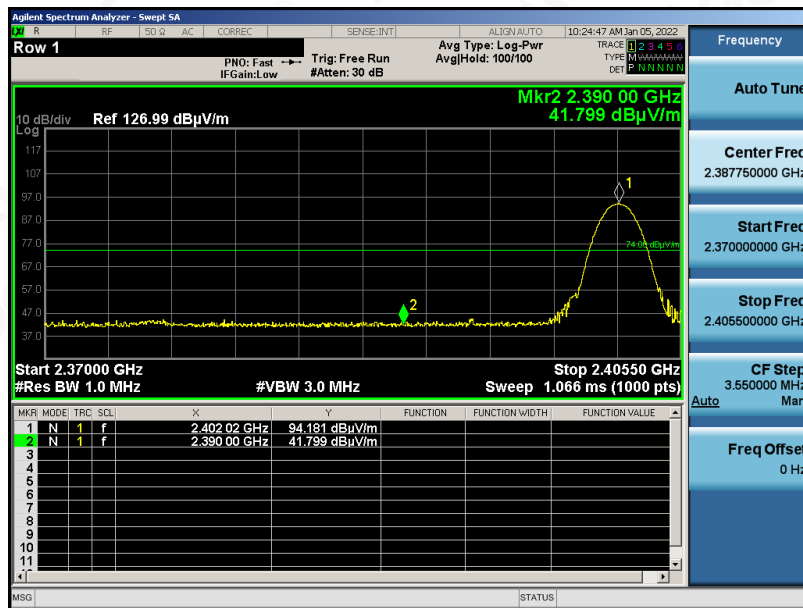 Agilent Spectrum Analyzer - Swept SA
LXI R RF 50 Ω AC CORREC SENSE:INT ALIGN AUTO 10:24:47 AM Jan 05, 2022
Row 1
PNO: Fast
IFGain:Low
Trig: Free Run
#Atten: 30 dB
Avg Type: Log-Pwr
Avg|Hold: 100/100
TRACE 1 2 3 4 5 6
TYPE M
DET P N N N N N
Mkr2 2.390 00 GHz
41.799 dBµV/m
10 dB/div Ref 126.99 dBµV/m
Log
117
107
97.0
87.0
77.0
67.0
57.0
47.0
37.0
1
2
74.00 dBµV/m
Start 2.37000 GHz Stop 2.40550 GHz
#Res BW 1.0 MHz #VBW 3.0 MHz Sweep 1.066 ms (1000 pts)
MKR MODE TRC SCL X Y FUNCTION FUNCTION WIDTH FUNCTION VALUE
1 N 1 f 2.402 02 GHz 94.181 dBµV/m
2 N 1 f 2.390 00 GHz 41.799 dBµV/m
3
4
5
6
7
8
9
10
11
MSG STATUS
Frequency
Auto Tune
Center Freq
2.387750000 GHz
Start Freq
2.370000000 GHz
Stop Freq
2.405500000 GHz
CF Step
3.550000 MHz
Auto Man
Freq Offset
0 Hz